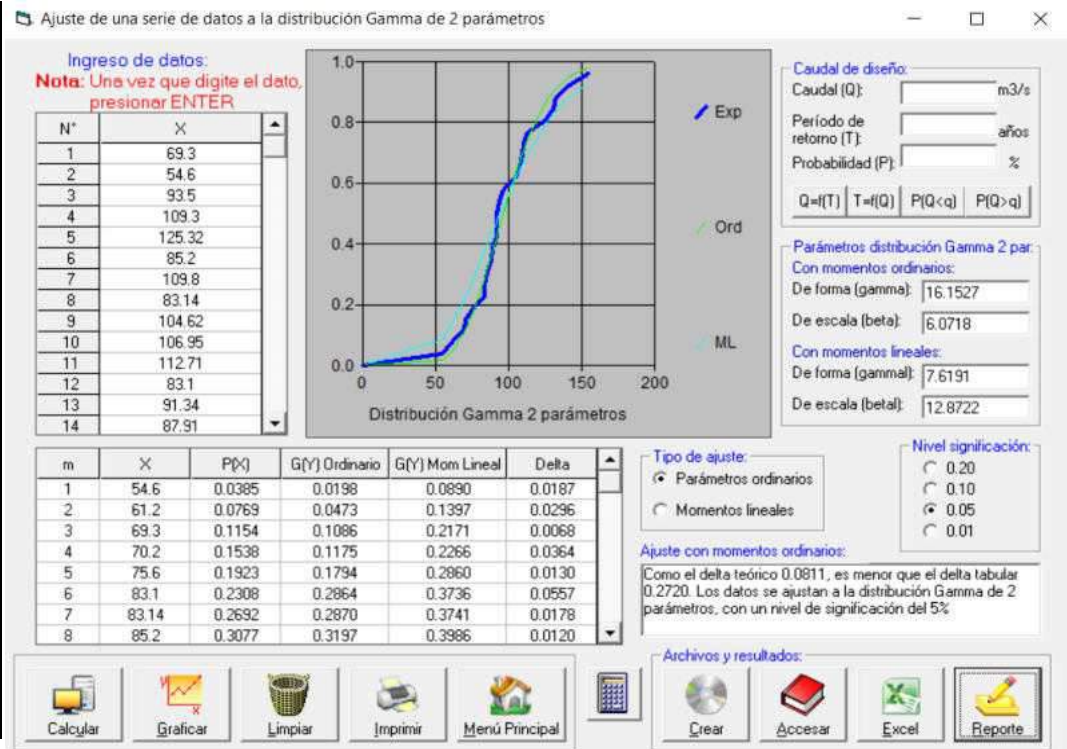 Ajuste de una serie de datos a la distribución Gamma de 2 parámetros
Ingreso de datos:
Nota: Una vez que digite el dato,
presionar ENTER
N° X
1 69.3
2 54.6
3 93.5
4 109.3
5 125.32
6 85.2
7 109.8
8 83.14
9 104.62
10 106.95
11 112.71
12 83.1
13 91.34
14 87.91
1.0
0.8
0.6
0.4
0.2
0.0
0 50 100 150 200
Distribución Gamma 2 parámetros
Exp
Ord
ML
Caudal de diseño:
Caudal (Q): m3/s
Período de
retorno (T): años
Probabilidad (P): %
Q=f(T) T=f(Q) P(Q<q) P(Q>q)
Parámetros distribución Gamma 2 par:
Con momentos ordinarios:
De forma (gamma): 16.1527
De escala (beta): 6.0718
Con momentos lineales:
De forma (gammal): 7.6191
De escala (betal): 12.8722
m X P(X) G(Y) Ordinario G(Y) Mom Lineal Delta
1 54.6 0.0385 0.0198 0.0890 0.0187
2 61.2 0.0769 0.0473 0.1397 0.0296
3 69.3 0.1154 0.1086 0.2171 0.0068
4 70.2 0.1538 0.1175 0.2266 0.0364
5 75.6 0.1923 0.1794 0.2860 0.0130
6 83.1 0.2308 0.2864 0.3736 0.0557
7 83.14 0.2692 0.2870 0.3741 0.0178
8 85.2 0.3077 0.3197 0.3986 0.0120
Tipo de ajuste:
Parámetros ordinarios
Momentos lineales
Nivel significación:
0.20
0.10
0.05
0.01
Ajuste con momentos ordinarios:
Como el delta teórico 0.0811, es menor que el delta tabular
0.2720. Los datos se ajustan a la distribución Gamma de 2
parámetros, con un nivel de significación del 5%
Archivos y resultados:
Calcular Graficar Limpiar Imprimir Menú Principal Crear Accesar Excel Reporte